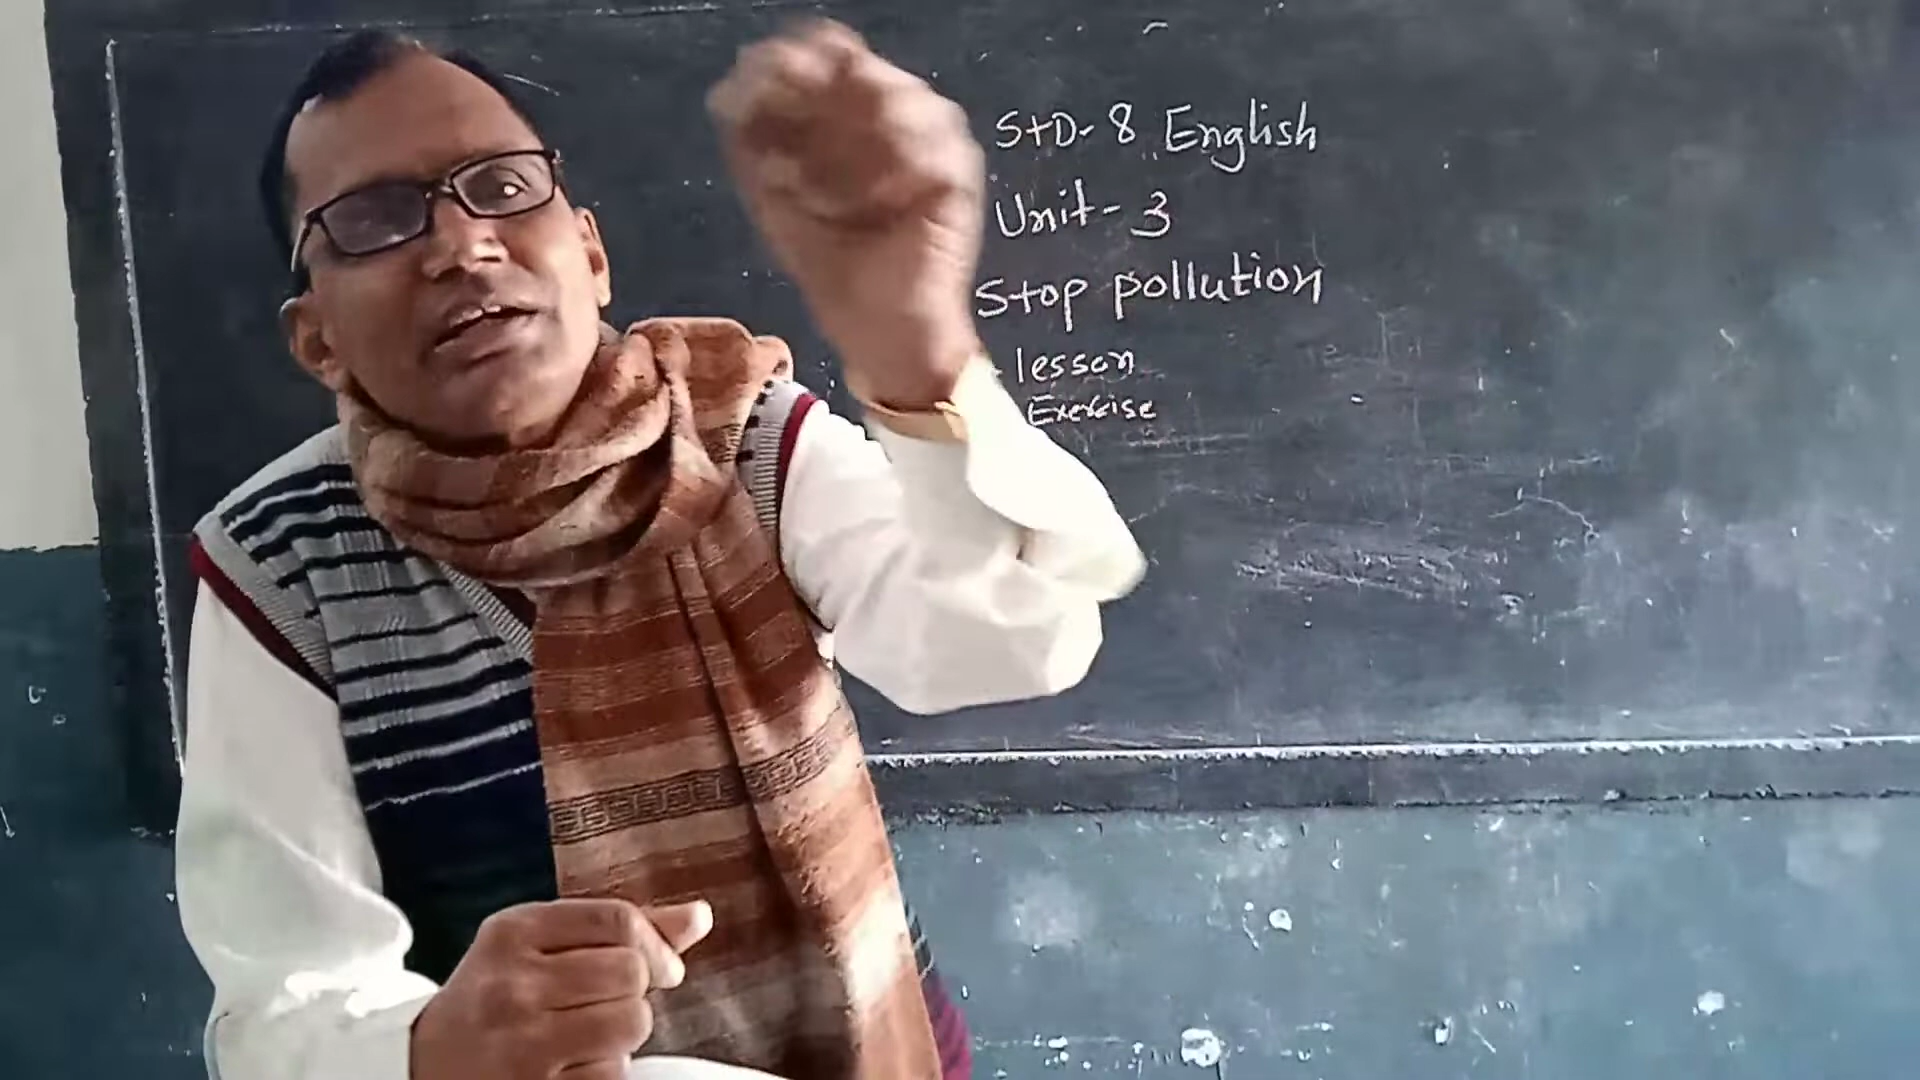 STD- 8 English
Unit- 3
Stop pollution
lesson
Exercise